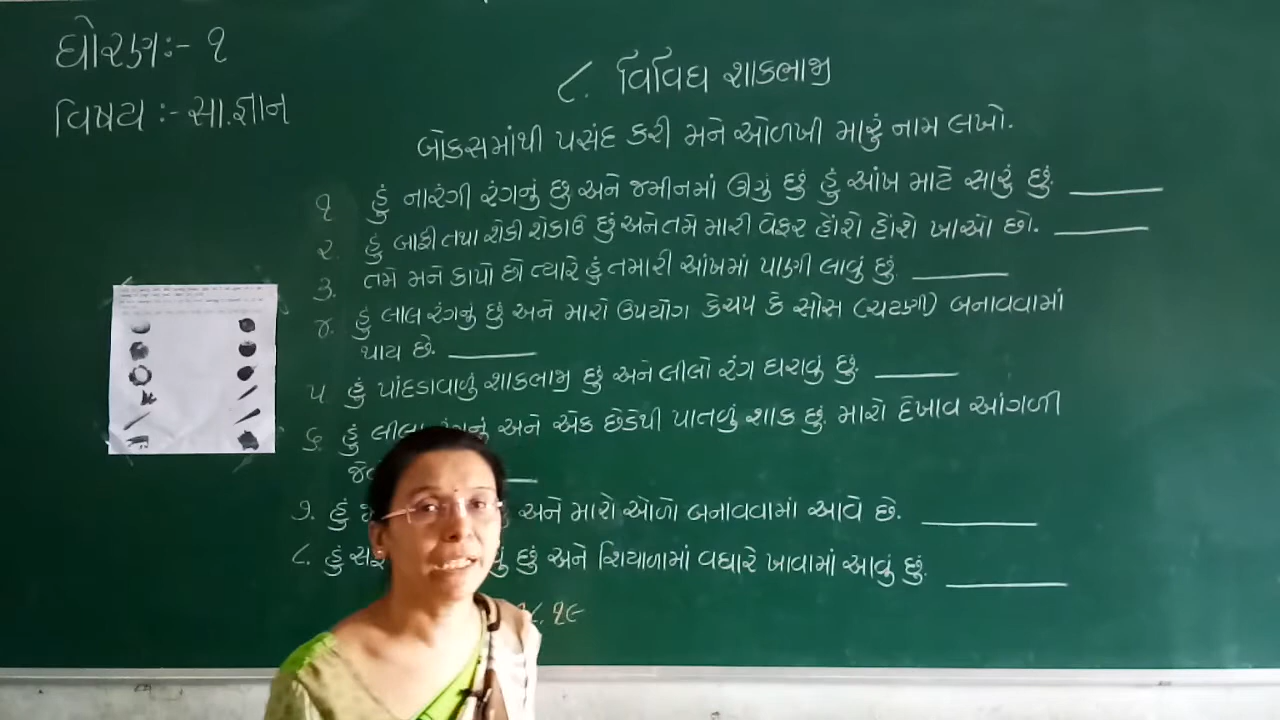 ધોરણઃ- ૧
વિષય :- સા.જ્ઞાન
૮. વિવિધ શાકભાજી
બોકસમાંથી પસંદ કરી મને ઓળખી મારું નામ લખો.
૧ હું નારંગી રંગનું છુ અને જમીનમાં ઊગું છું હું આંખ માટે સારું છું.
૨. હું બાફી તથા શેકી શેકાઉ છું અને તમે મારી વેફર હોંશે હોંશે ખાઓ છો.
૩. તમે મને કાપો છો ત્યારે હું તમારી આંખમાં પાણી લાવું છું.
૪. હું લાલ રંગનું છું અને મારો ઉપયોગ કેચપ કે સોસ (ચટણી) બનાવવામાં
થાય છે.
૫ હું પાંદડાવાળું શાકભાજી છું અને લીલો રંગ ધરાવું છું.
૬. હું લીલા રંગનું અને એક છેડેથી પાતળું શાક છું. મારો દેખાવ આંગળી
૭. હું અને મારો ઓળો બનાવવામાં આવે છે.
૮. હું છું અને શિયાળામાં વધારે ખાવામાં આવું છું.
૧૯